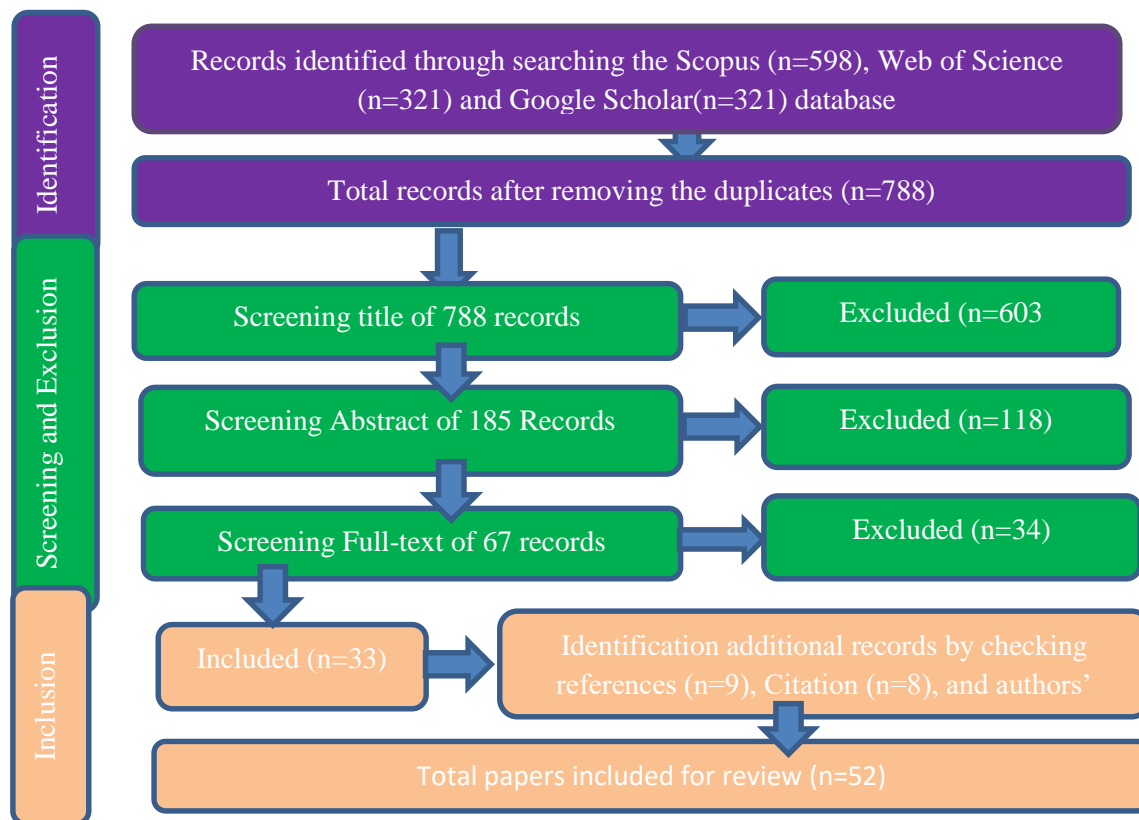 Identification
Records identified through searching the Scopus (n=598), Web of Science
(n=321) and Google Scholar(n=321) database
Total records after removing the duplicates (n=788)
Screening and Exclusion
Screening title of 788 records
Excluded (n=603
Screening Abstract of 185 Records
Excluded (n=118)
Screening Full-text of 67 records
Excluded (n=34)
Inclusion
Included (n=33)
Identification additional records by checking
references (n=9), Citation (n=8), and authors’
Total papers included for review (n=52)